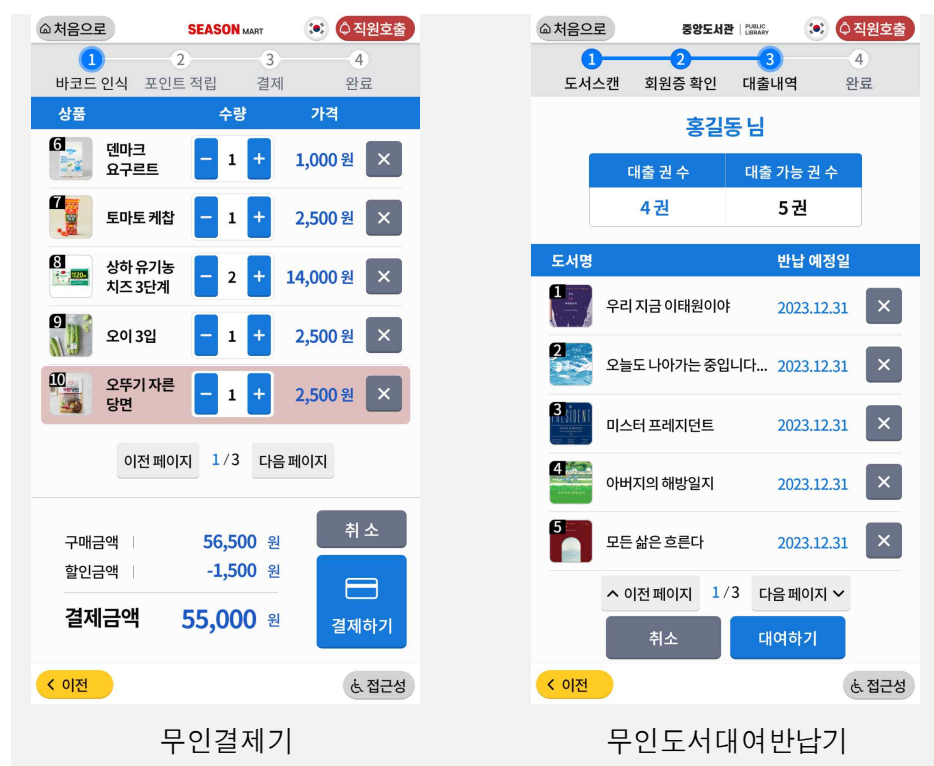 처음으로
SEASON MART
직원호출
1 2 3 4
바코드 인식 포인트 적립 결제 완료
상품 수량 가격
6 덴마크 요구르트 − 1 + 1,000 원 ×
7 토마토 케찹 − 1 + 2,500 원 ×
8 상하 유기농 치즈 3단계 − 2 + 14,000 원 ×
9 오이 3입 − 1 + 2,500 원 ×
10 오뚜기 자른 당면 − 1 + 2,500 원 ×
이전 페이지 1 / 3 다음 페이지
구매금액 56,500 원
할인금액 -1,500 원
결제금액 55,000 원
취 소
결제하기
이전
접근성
무인결제기
처음으로
중앙도서관 PUBLIC LIBRARY
직원호출
1 2 3 4
도서스캔 회원증 확인 대출내역 완료
홍길동 님
대출 권 수 대출 가능 권 수
4 권 5 권
도서명 반납 예정일
1 우리 지금 이태원이야 2023.12.31 ×
2 오늘도 나아가는 중입니다... 2023.12.31 ×
3 미스터 프레지던트 2023.12.31 ×
4 아버지의 해방일지 2023.12.31 ×
5 모든 삶은 흐른다 2023.12.31 ×
이전 페이지 1 / 3 다음 페이지
취소 대여하기
이전
접근성
무인도서대여반납기